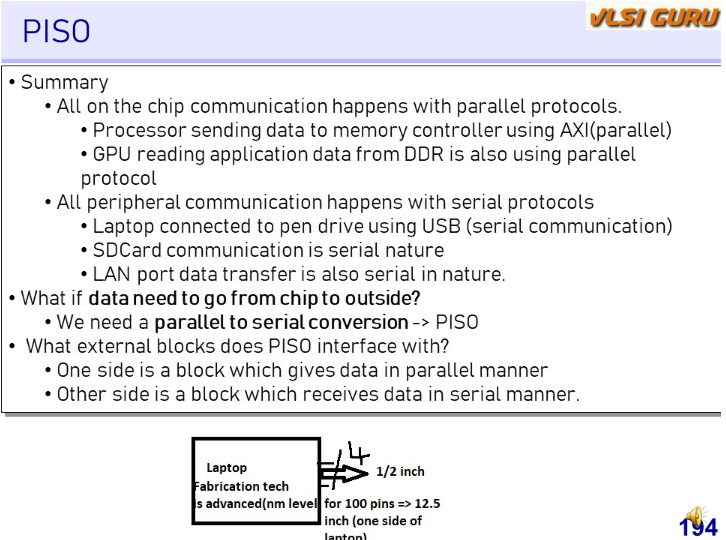 PISO
VLSI GURU
• Summary
• All on the chip communication happens with parallel protocols.
• Processor sending data to memory controller using AXI(parallel)
• GPU reading application data from DDR is also using parallel
protocol
• All peripheral communication happens with serial protocols
• Laptop connected to pen drive using USB (serial communication)
• SDCard communication is serial nature
• LAN port data transfer is also serial in nature.
• What if data need to go from chip to outside?
• We need a parallel to serial conversion -> PISO
• What external blocks does PISO interface with?
• One side is a block which gives data in parallel manner
• Other side is a block which receives data in serial manner.
4
Laptop
1/2 inch
Fabrication tech
is advanced(nm level
for 100 pins => 12.5
inch (one side of
laptop)
194